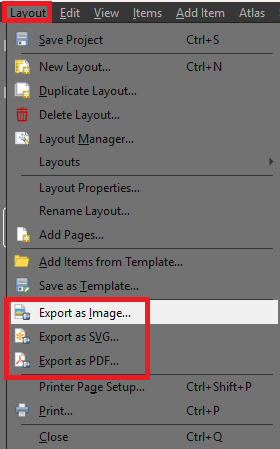 Layout Edit View Items Add Item Atlas
Save Project Ctrl+S
New Layout... Ctrl+N
Duplicate Layout...
Delete Layout...
Layout Manager...
Layouts
Layout Properties...
Rename Layout...
Add Pages...
Add Items from Template...
Save as Template...
Export as Image...
Export as SVG...
Export as PDF...
Printer Page Setup... Ctrl+Shift+P
Print... Ctrl+P
Close Ctrl+Q